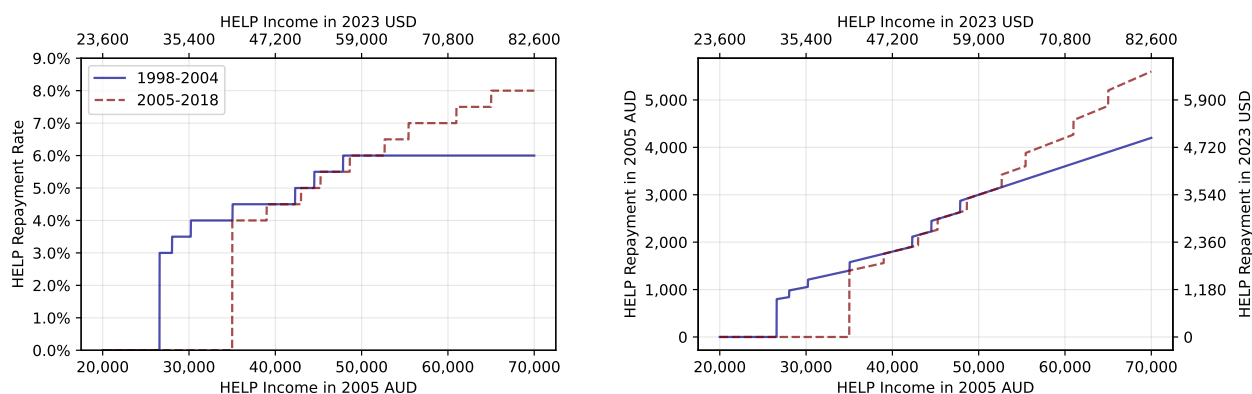 HELP Income in 2023 USD
23,600 35,400 47,200 59,000 70,800 82,600
9.0%
8.0%
7.0%
6.0%
5.0%
4.0%
3.0%
2.0%
1.0%
0.0%
HELP Repayment Rate
1998-2004
2005-2018
20,000 30,000 40,000 50,000 60,000 70,000
HELP Income in 2005 AUD
HELP Income in 2023 USD
23,600 35,400 47,200 59,000 70,800 82,600
HELP Repayment in 2005 AUD
5,000
4,000
3,000
2,000
1,000
0
5,900
4,720
3,540
2,360
1,180
0
HELP Repayment in 2023 USD
20,000 30,000 40,000 50,000 60,000 70,000
HELP Income in 2005 AUD